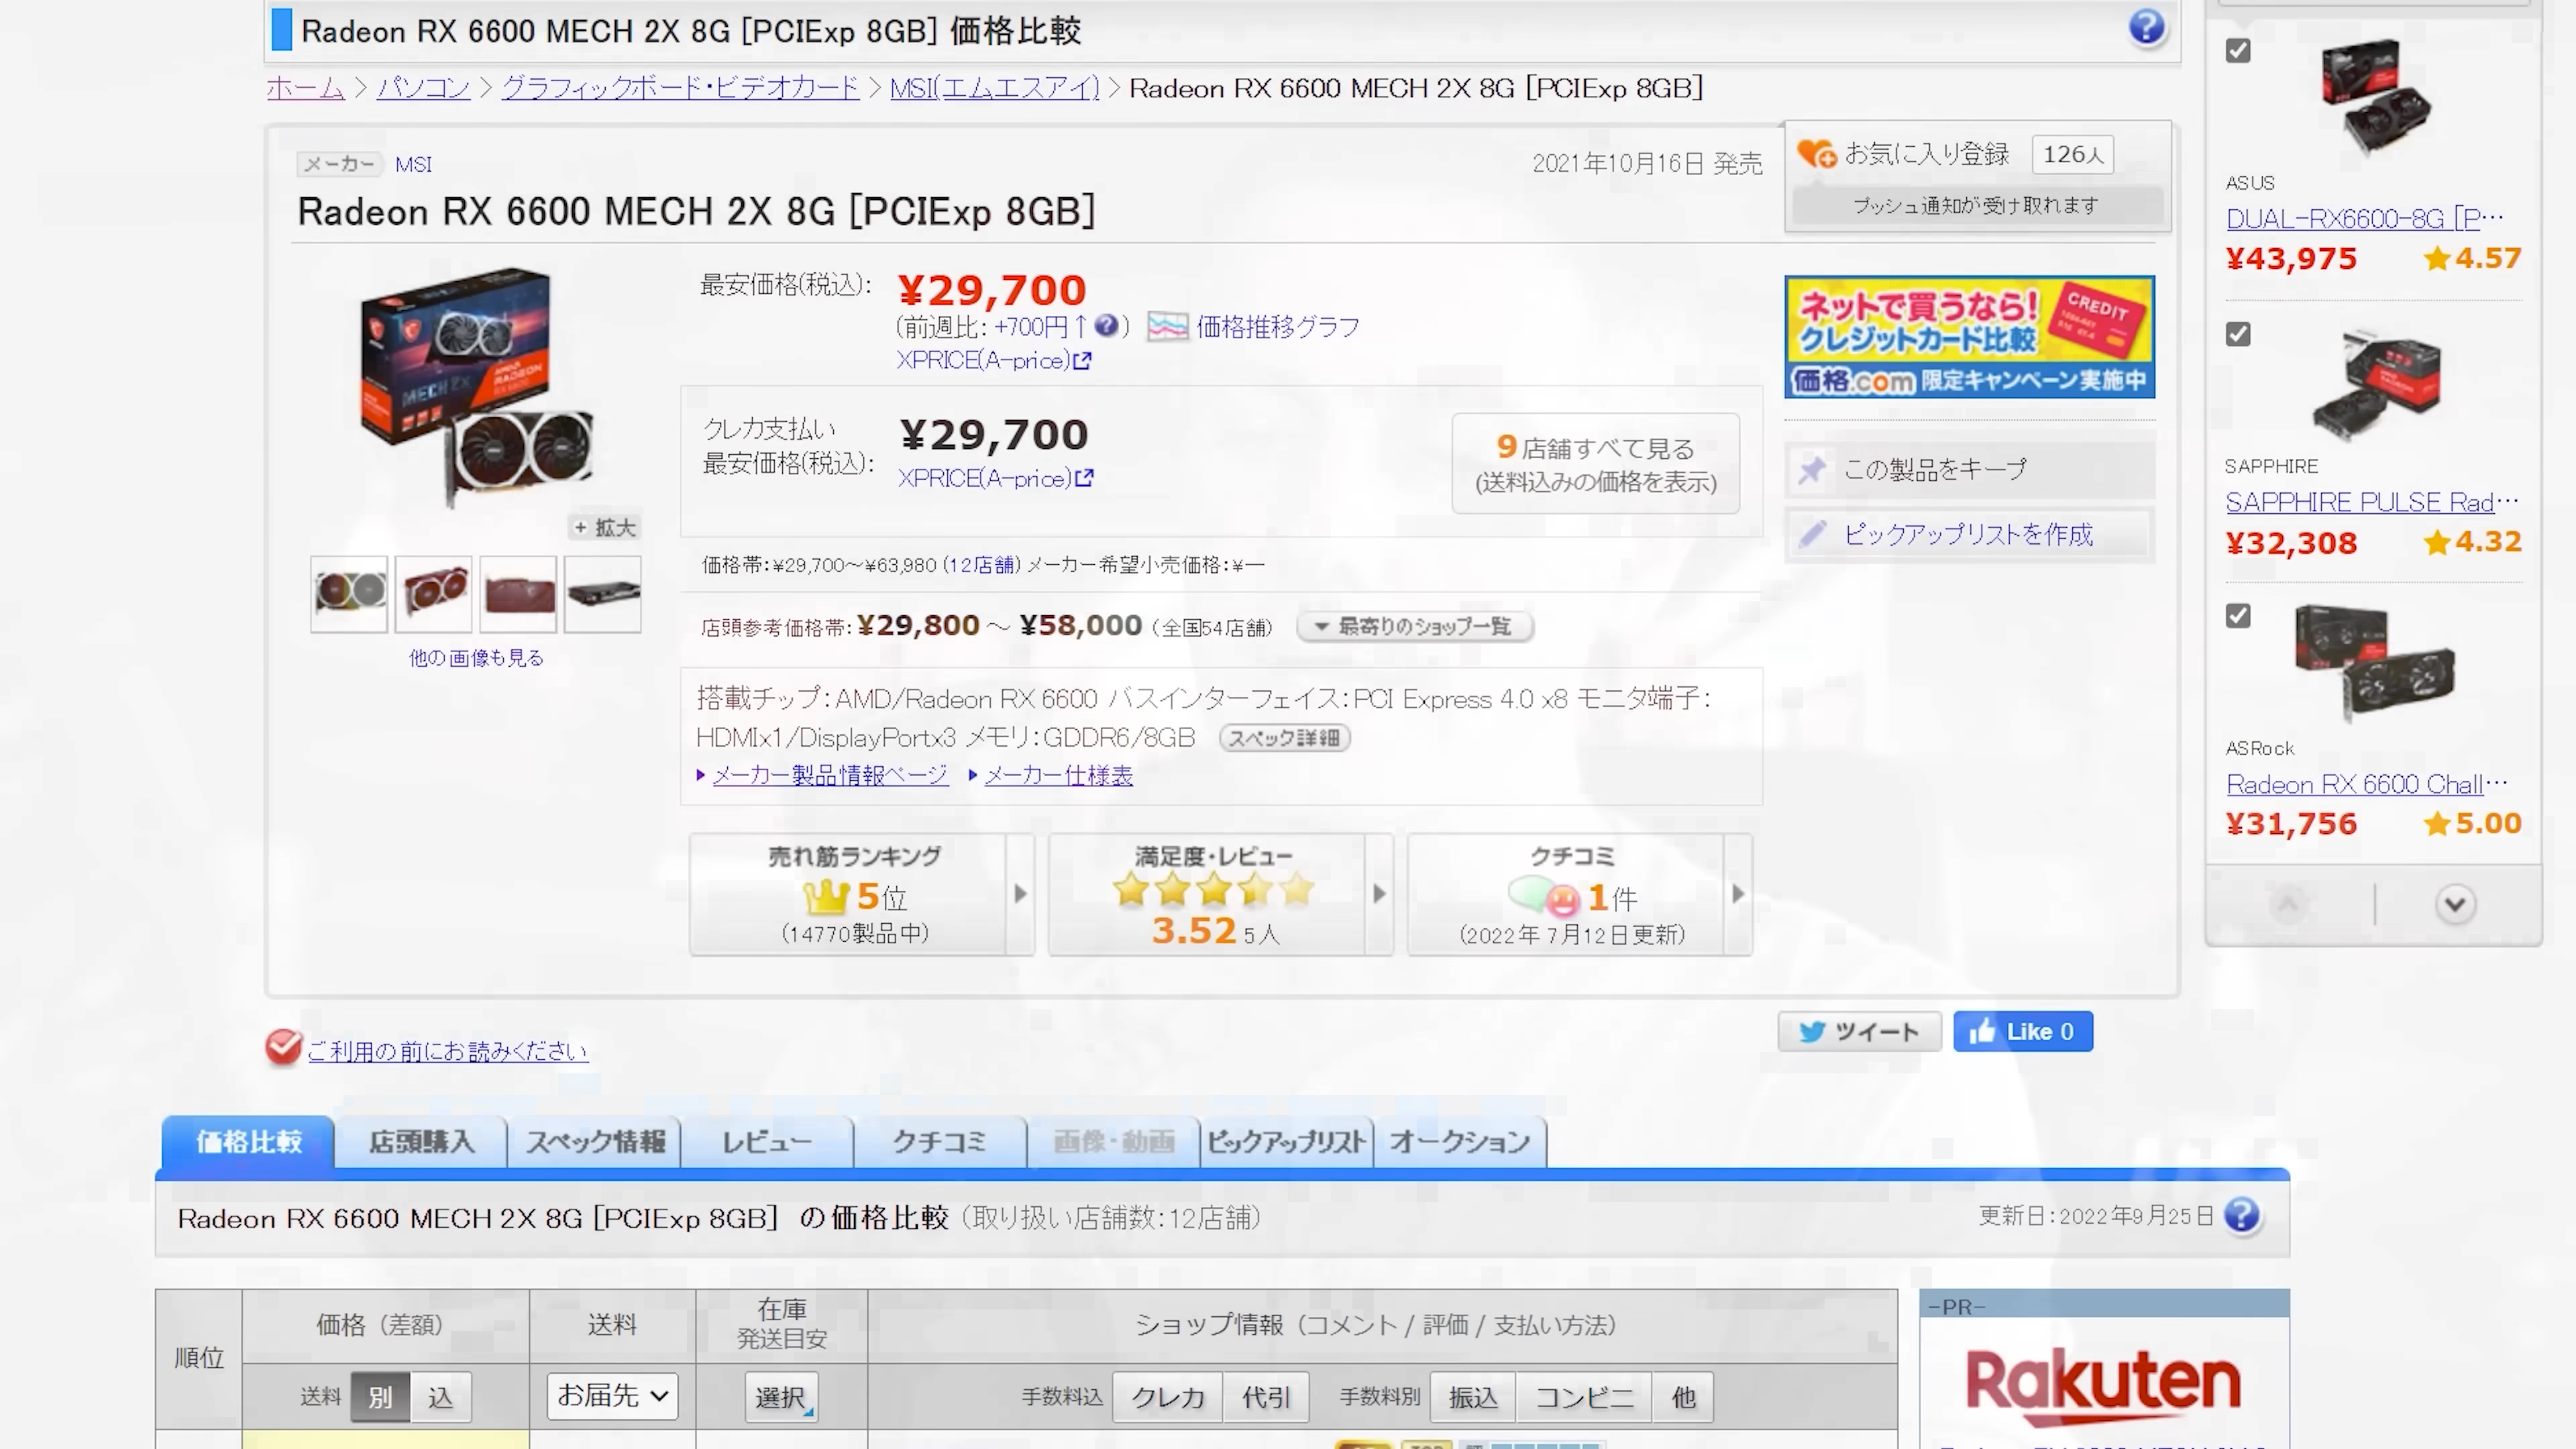 Radeon RX 6600 MECH 2X 8G [PCIExp 8GB] 価格比較
ホーム > パソコン > グラフィックボード・ビデオカード > MSI(エムエスアイ) > Radeon RX 6600 MECH 2X 8G [PCIExp 8GB]
メーカー MSI
2021年10月16日 発売
Radeon RX 6600 MECH 2X 8G [PCIExp 8GB]
お気に入り登録 126人
プッシュ通知が受け取れます
最安価格(税込): ¥29,700
(前週比: +700円↑) 価格推移グラフ
XPRICE(A-price)
クレカ支払い
最安価格(税込): ¥29,700
XPRICE(A-price)
9店舗すべて見る
(送料込みの価格を表示)
+ 拡大
他の画像も見る
価格帯:¥29,700～¥63,980 (12店舗) メーカー希望小売価格:¥―
店頭参考価格帯:¥29,800 ～ ¥58,000 (全国54店舗) 最寄りのショップ一覧
搭載チップ:AMD/Radeon RX 6600 バスインターフェイス:PCI Express 4.0 x8 モニタ端子:
HDMIx1/DisplayPortx3 メモリ:GDDR6/8GB スペック詳細
メーカー製品情報ページ メーカー仕様表
売れ筋ランキング
5位
(14770製品中)
満足度・レビュー
3.52 5人
クチコミ
1件
(2022年 7月12日更新)
ネットで買うなら!
クレジットカード比較
CREDIT
価格.com 限定キャンペーン実施中
この製品をキープ
ピックアップリストを作成
ASUS
DUAL-RX6600-8G [P…
¥43,975 4.57
SAPPHIRE
SAPPHIRE PULSE Rad…
¥32,308 4.32
ASRock
Radeon RX 6600 Chall…
¥31,756 5.00
ご利用の前にお読みください
ツイート Like 0
価格比較 店頭購入 スペック情報 レビュー クチコミ 画像・動画 ピックアップリスト オークション
Radeon RX 6600 MECH 2X 8G [PCIExp 8GB] の価格比較 (取り扱い店舗数:12店舗)
更新日:2022年9月25日
順位
価格 (差額)
送料 別 込
送料
お届先
在庫
発送目安
選択
ショップ情報 (コメント / 評価 / 支払い方法)
手数料込 クレカ 代引 手数料別 振込 コンビニ 他
-PR-
Rakuten